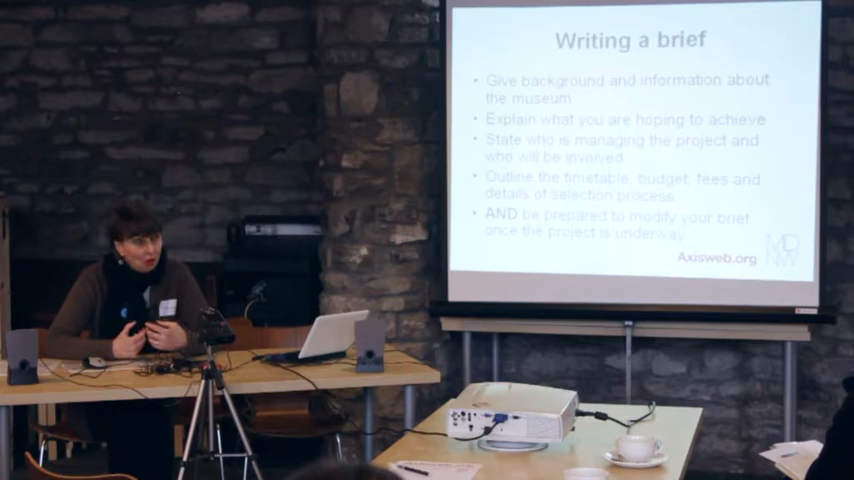 Writing a brief
• Give background and information about
the museum
• Explain what you are hoping to achieve
• State who is managing the project and
who will be involved
• Outline the timetable, budget, fees and
details of selection process
• AND be prepared to modify your brief
once the project is underway
Axisweb.org
MD
NW